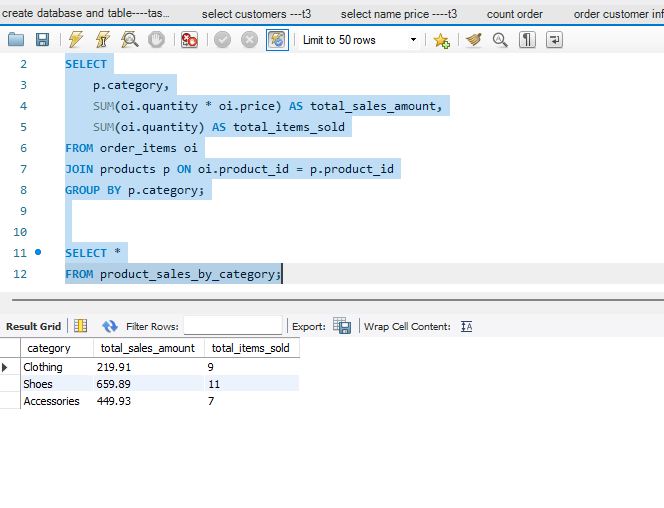 create database and table----tas... select customers ---t3 select name price ----t3 count order order customer inf
Limit to 50 rows
2 SELECT
3 p.category,
4 SUM(oi.quantity * oi.price) AS total_sales_amount,
5 SUM(oi.quantity) AS total_items_sold
6 FROM order_items oi
7 JOIN products p ON oi.product_id = p.product_id
8 GROUP BY p.category;
9
10
11 SELECT *
12 FROM product_sales_by_category;
Result Grid Filter Rows: Export: Wrap Cell Content:
category total_sales_amount total_items_sold
Clothing 219.91 9
Shoes 659.89 11
Accessories 449.93 7